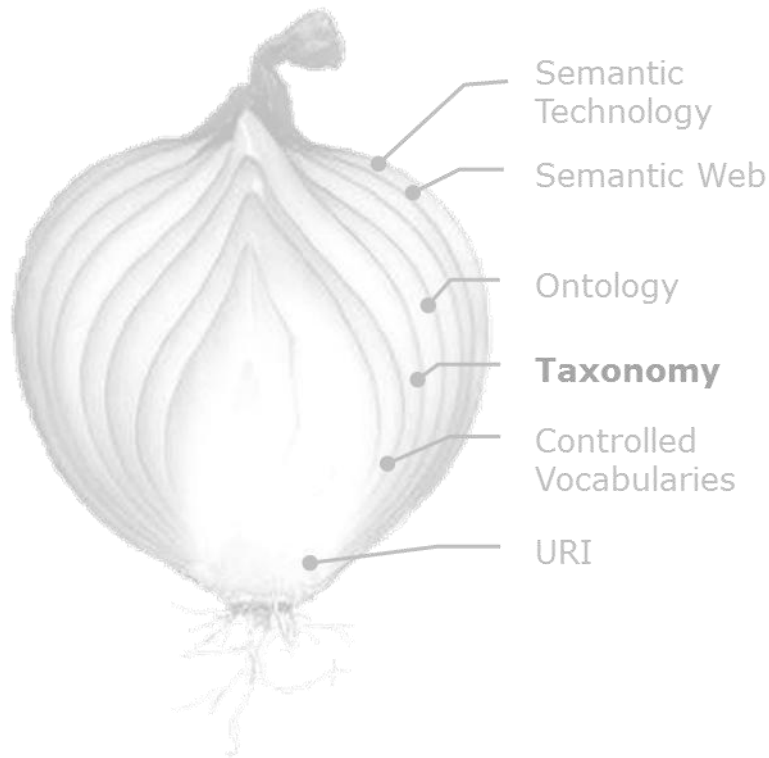 Semantic
Technology
Semantic Web
Ontology
Taxonomy
Controlled
Vocabularies
URI